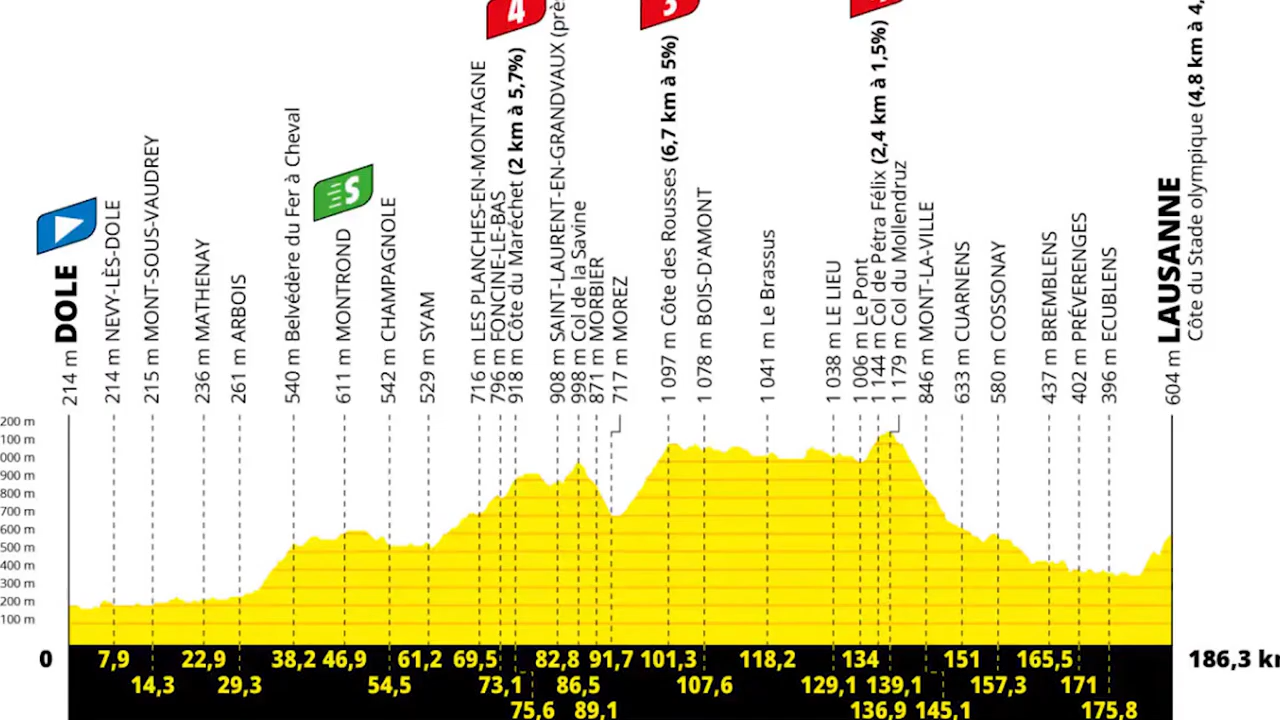 4
3
S
214 m DOLE
214 m NEVY-LÈS-DOLE
215 m MONT-SOUS-VAUDREY
236 m MATHENAY
261 m ARBOIS
540 m Belvédère du Fer à Cheval
611 m MONTROND
542 m CHAMPAGNOLE
529 m SYAM
716 m LES PLANCHES-EN-MONTAGNE
796 m FONCINE-LE-BAS
918 m Côte du Maréchet (2 km à 5,7%)
908 m SAINT-LAURENT-EN-GRANDVAUX (près
998 m Col de la Savine
871 m MORBIER
717 m MOREZ
1 097 m Côte des Rousses (6,7 km à 5%)
1 078 m BOIS-D'AMONT
1 041 m Le Brassus
1 038 m LE LIEU
1 006 m Le Pont
1 144 m Col de Pétra Félix (2,4 km à 1,5%)
1 179 m Col du Mollendruz
846 m MONT-LA-VILLE
633 m CUARNENS
580 m COSSONAY
437 m BREMBLENS
402 m PRÉVERENGES
396 m ECUBLENS
604 m LAUSANNE
Côte du Stade olympique (4,8 km à 4,
200 m
100 m
000 m
900 m
800 m
700 m
600 m
500 m
400 m
300 m
200 m
100 m
0 7,9 22,9 38,2 46,9 61,2 69,5 82,8 91,7 101,3 118,2 134 151 165,5 186,3 km
14,3 29,3 54,5 73,1 86,5 107,6 129,1 139,1 157,3 171
75,6 89,1 136,9 145,1 175,8